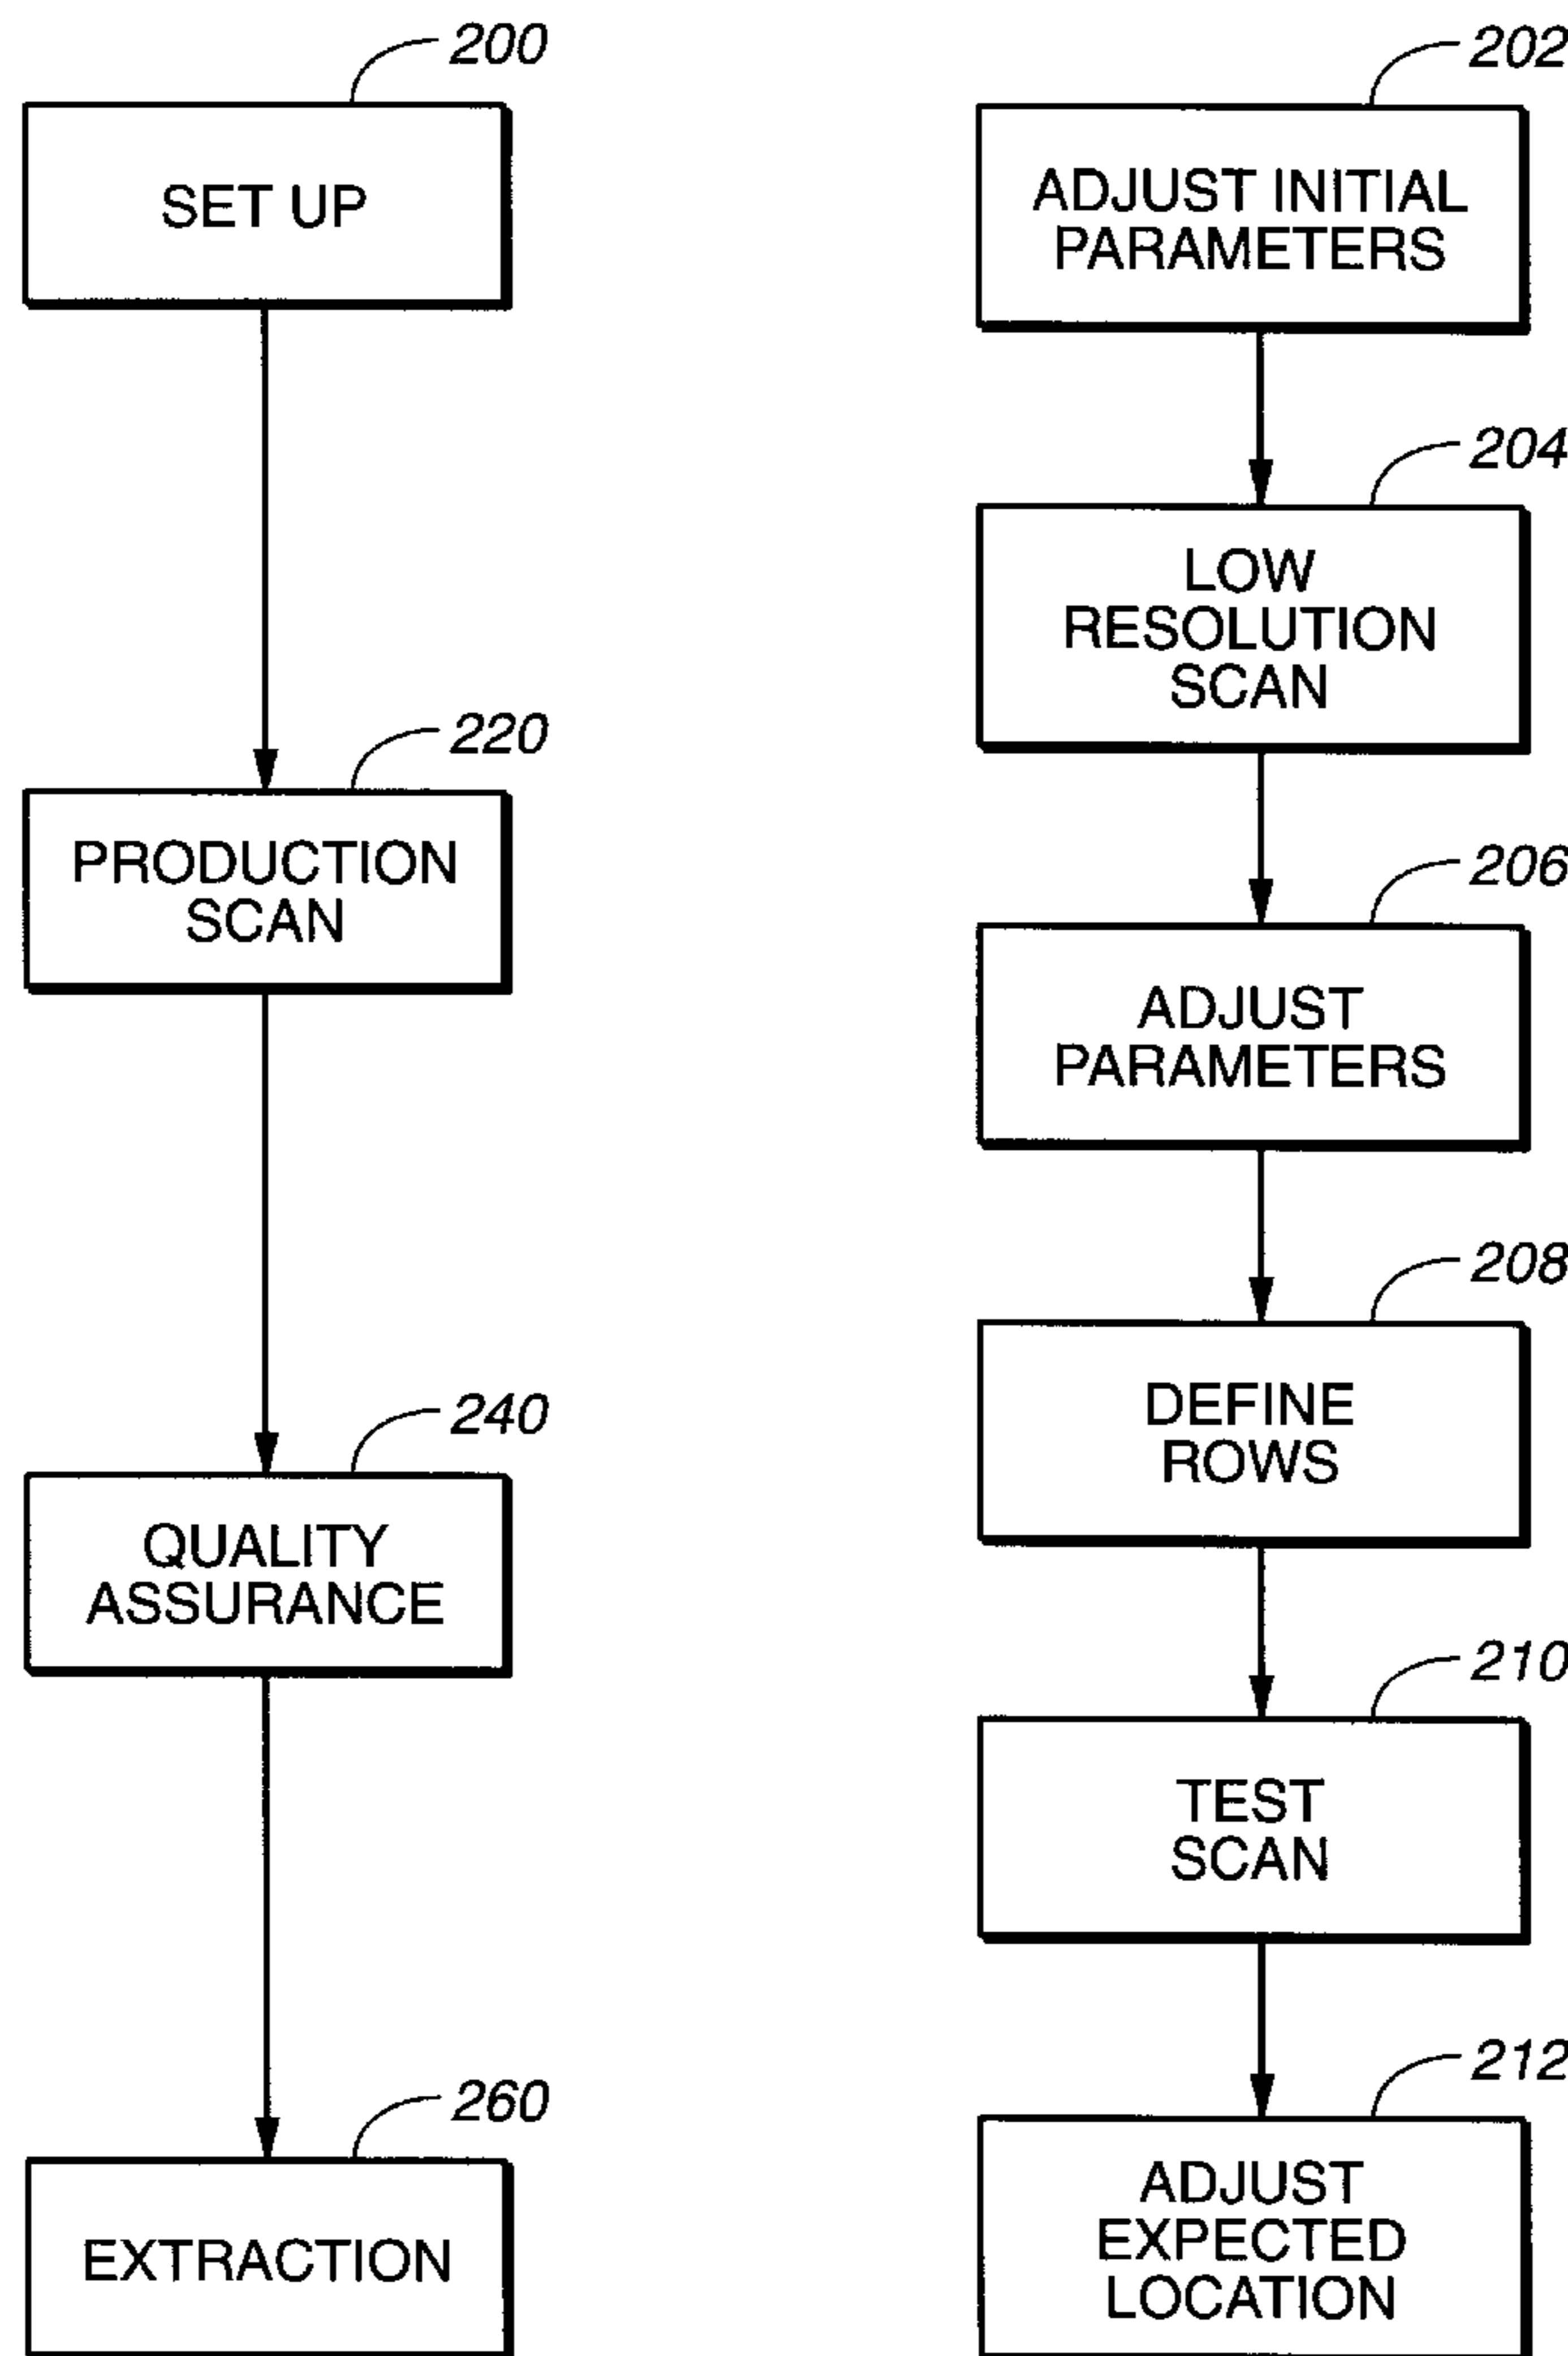 200
SET UP
220
PRODUCTION
SCAN
240
QUALITY
ASSURANCE
260
EXTRACTION
202
ADJUST INITIAL
PARAMETERS
204
LOW
RESOLUTION
SCAN
206
ADJUST
PARAMETERS
208
DEFINE
ROWS
210
TEST
SCAN
212
ADJUST
EXPECTED
LOCATION